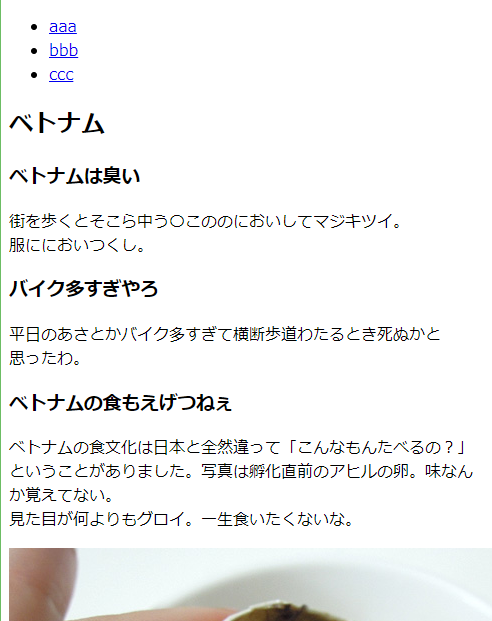 aaa
bbb
ccc
ベトナム
ベトナムは臭い
街を歩くとそこら中う〇こののにおいしてマジキツイ。
服ににおいつくし。
バイク多すぎやろ
平日のあさとかバイク多すぎて横断歩道わたるとき死ぬかと
思ったわ。
ベトナムの食もえげつねぇ
ベトナムの食文化は日本と全然違って「こんなもんたべるの？」
ということがありました。写真は孵化直前のアヒルの卵。味なん
か覚えてない。
見た目が何よりもグロイ。一生食いたくないな。